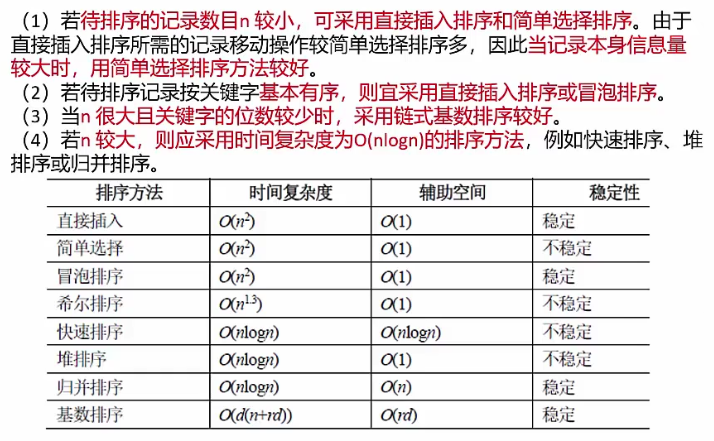 （1）若待排序的记录数目n 较小，可采用直接插入排序和简单选择排序。由于
直接插入排序所需的记录移动操作较简单选择排序多，因此当记录本身信息量
较大时，用简单选择排序方法较好。
（2）若待排序记录按关键字基本有序，则宜采用直接插入排序或冒泡排序。
（3）当n 很大且关键字的位数较少时，采用链式基数排序较好。
（4）若n 较大，则应采用时间复杂度为O(nlogn)的排序方法，例如快速排序、堆
排序或归并排序。
排序方法 时间复杂度 辅助空间 稳定性
直接插入 O(n²) O(1) 稳定
简单选择 O(n²) O(1) 不稳定
冒泡排序 O(n²) O(1) 稳定
希尔排序 O(n¹·³) O(1) 不稳定
快速排序 O(nlogn) O(nlogn) 不稳定
堆排序 O(nlogn) O(1) 不稳定
归并排序 O(nlogn) O(n) 稳定
基数排序 O(d(n+rd)) O(rd) 稳定